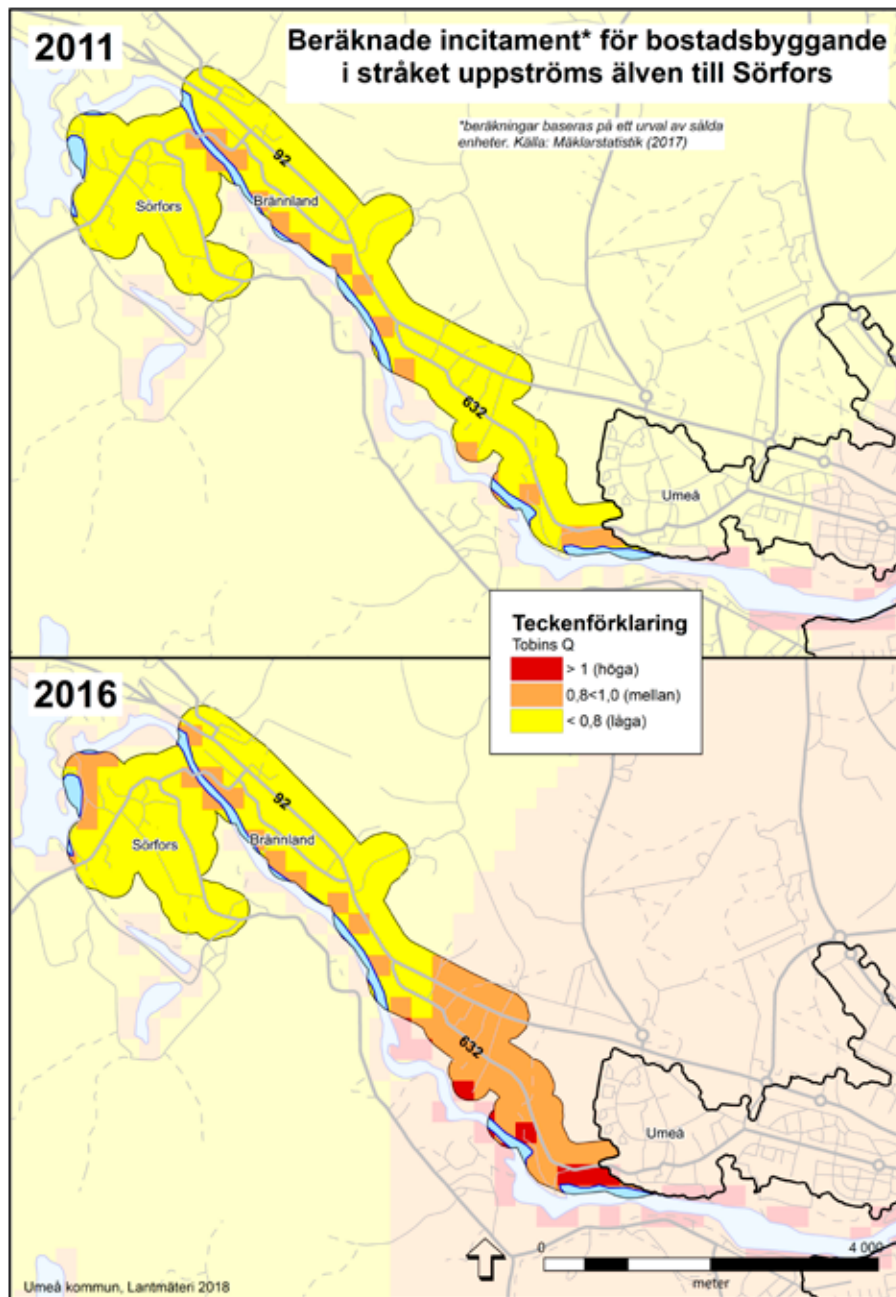 2011
Beräknade incitament* för bostadsbyggande
i stråket uppströms älven till Sörfors
*beräkningar baseras på ett urval av sålda
enheter. Källa: Mäklarstatistik (2017)
92
Sörfors
Brännland
632
Umeå
Teckenförklaring
Tobins Q
> 1 (höga)
0,8<1,0 (mellan)
< 0,8 (låga)
2016
92
Sörfors
Brännland
632
Umeå
0
4 000
meter
Umeå kommun, Lantmäteri 2018